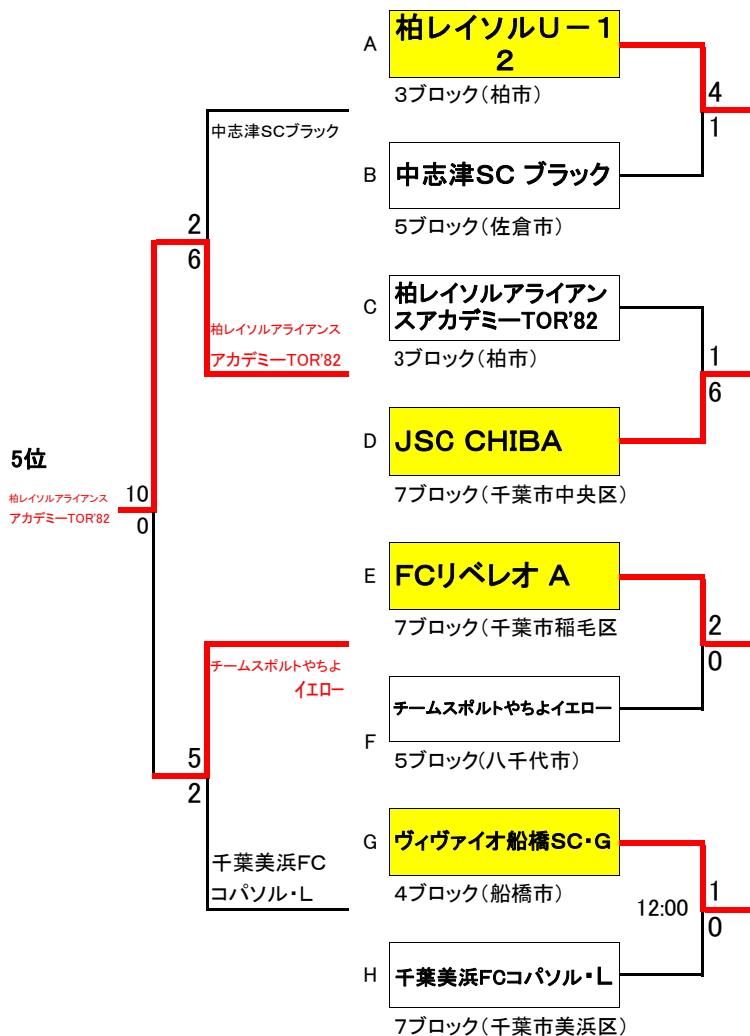 A
柏レイソルU－1
2
3ブロック(柏市)
4
1
中志津SCブラック
B
中志津SC ブラック
5ブロック(佐倉市)
2
6
C
柏レイソルアライアン
スアカデミーTOR'82
3ブロック(柏市)
1
6
柏レイソルアライアンス
アカデミーTOR'82
D
JSC CHIBA
7ブロック(千葉市中央区)
5位
柏レイソルアライアンス
アカデミーTOR'82
10
0
E
FCリベレオ A
7ブロック(千葉市稲毛区
2
0
チームスポルトやちよ
イエロー
F
チームスポルトやちよイエロー
5ブロック(八千代市)
5
2
G
ヴィヴァイオ船橋SC・G
4ブロック(船橋市)
12:00
1
0
千葉美浜FC
コパソル・L
H
千葉美浜FCコパソル・L
7ブロック(千葉市美浜区)